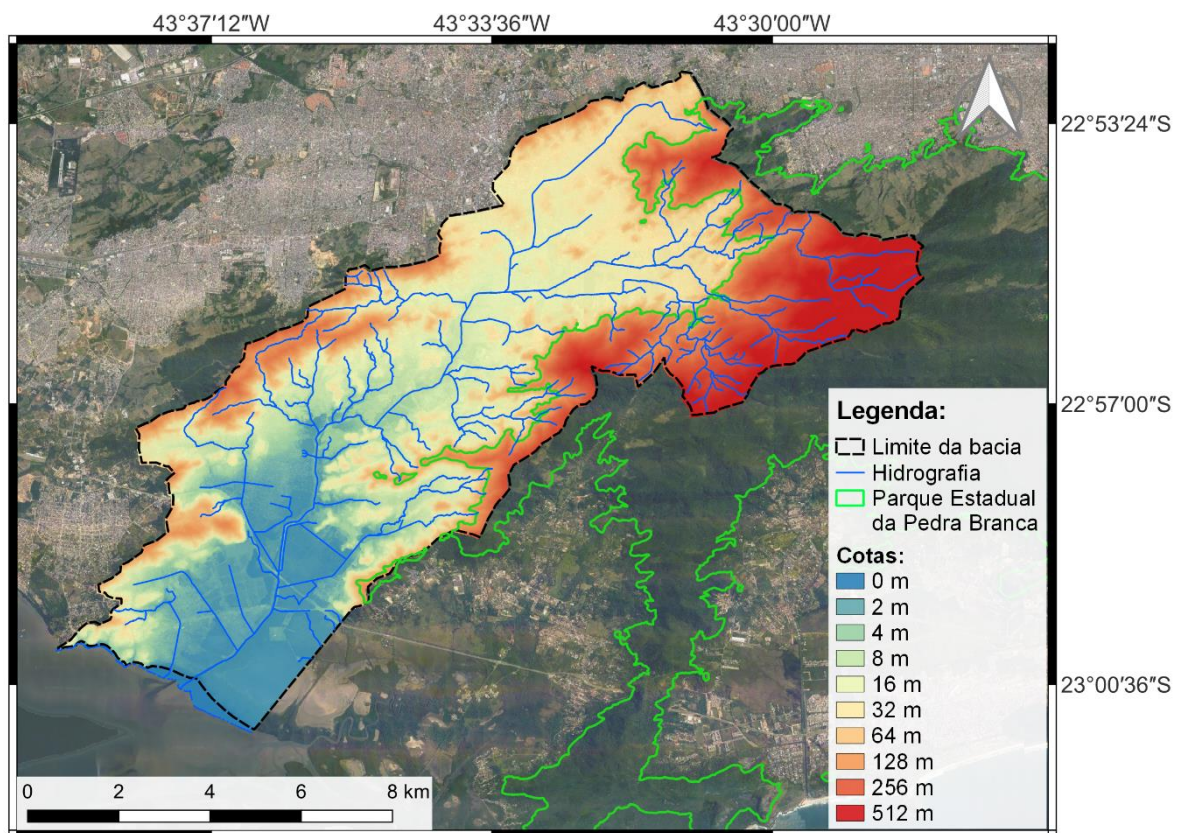 43°37′12″W 43°33′36″W 43°30′00″W
22°53′24″S
22°57′00″S
23°00′36″S
Legenda:
Limite da bacia
Hidrografia
Parque Estadual
da Pedra Branca
Cotas:
0 m
2 m
4 m
8 m
16 m
32 m
64 m
128 m
256 m
512 m
0 2 4 6 8 km